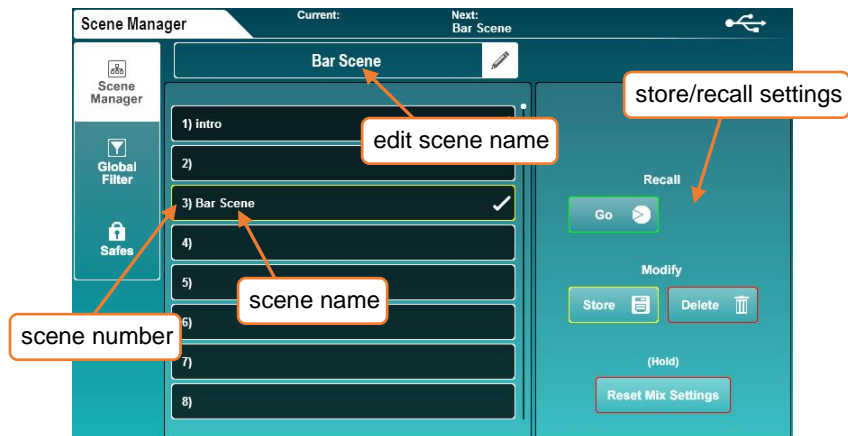 Scene Manager
Current:
Next:
Bar Scene
Scene
Manager
Global
Filter
Safes
Bar Scene
edit scene name
1) intro
2)
3) Bar Scene
4)
5)
6)
7)
8)
scene name
scene number
store/recall settings
Recall
Go
Modify
Store
Delete
(Hold)
Reset Mix Settings